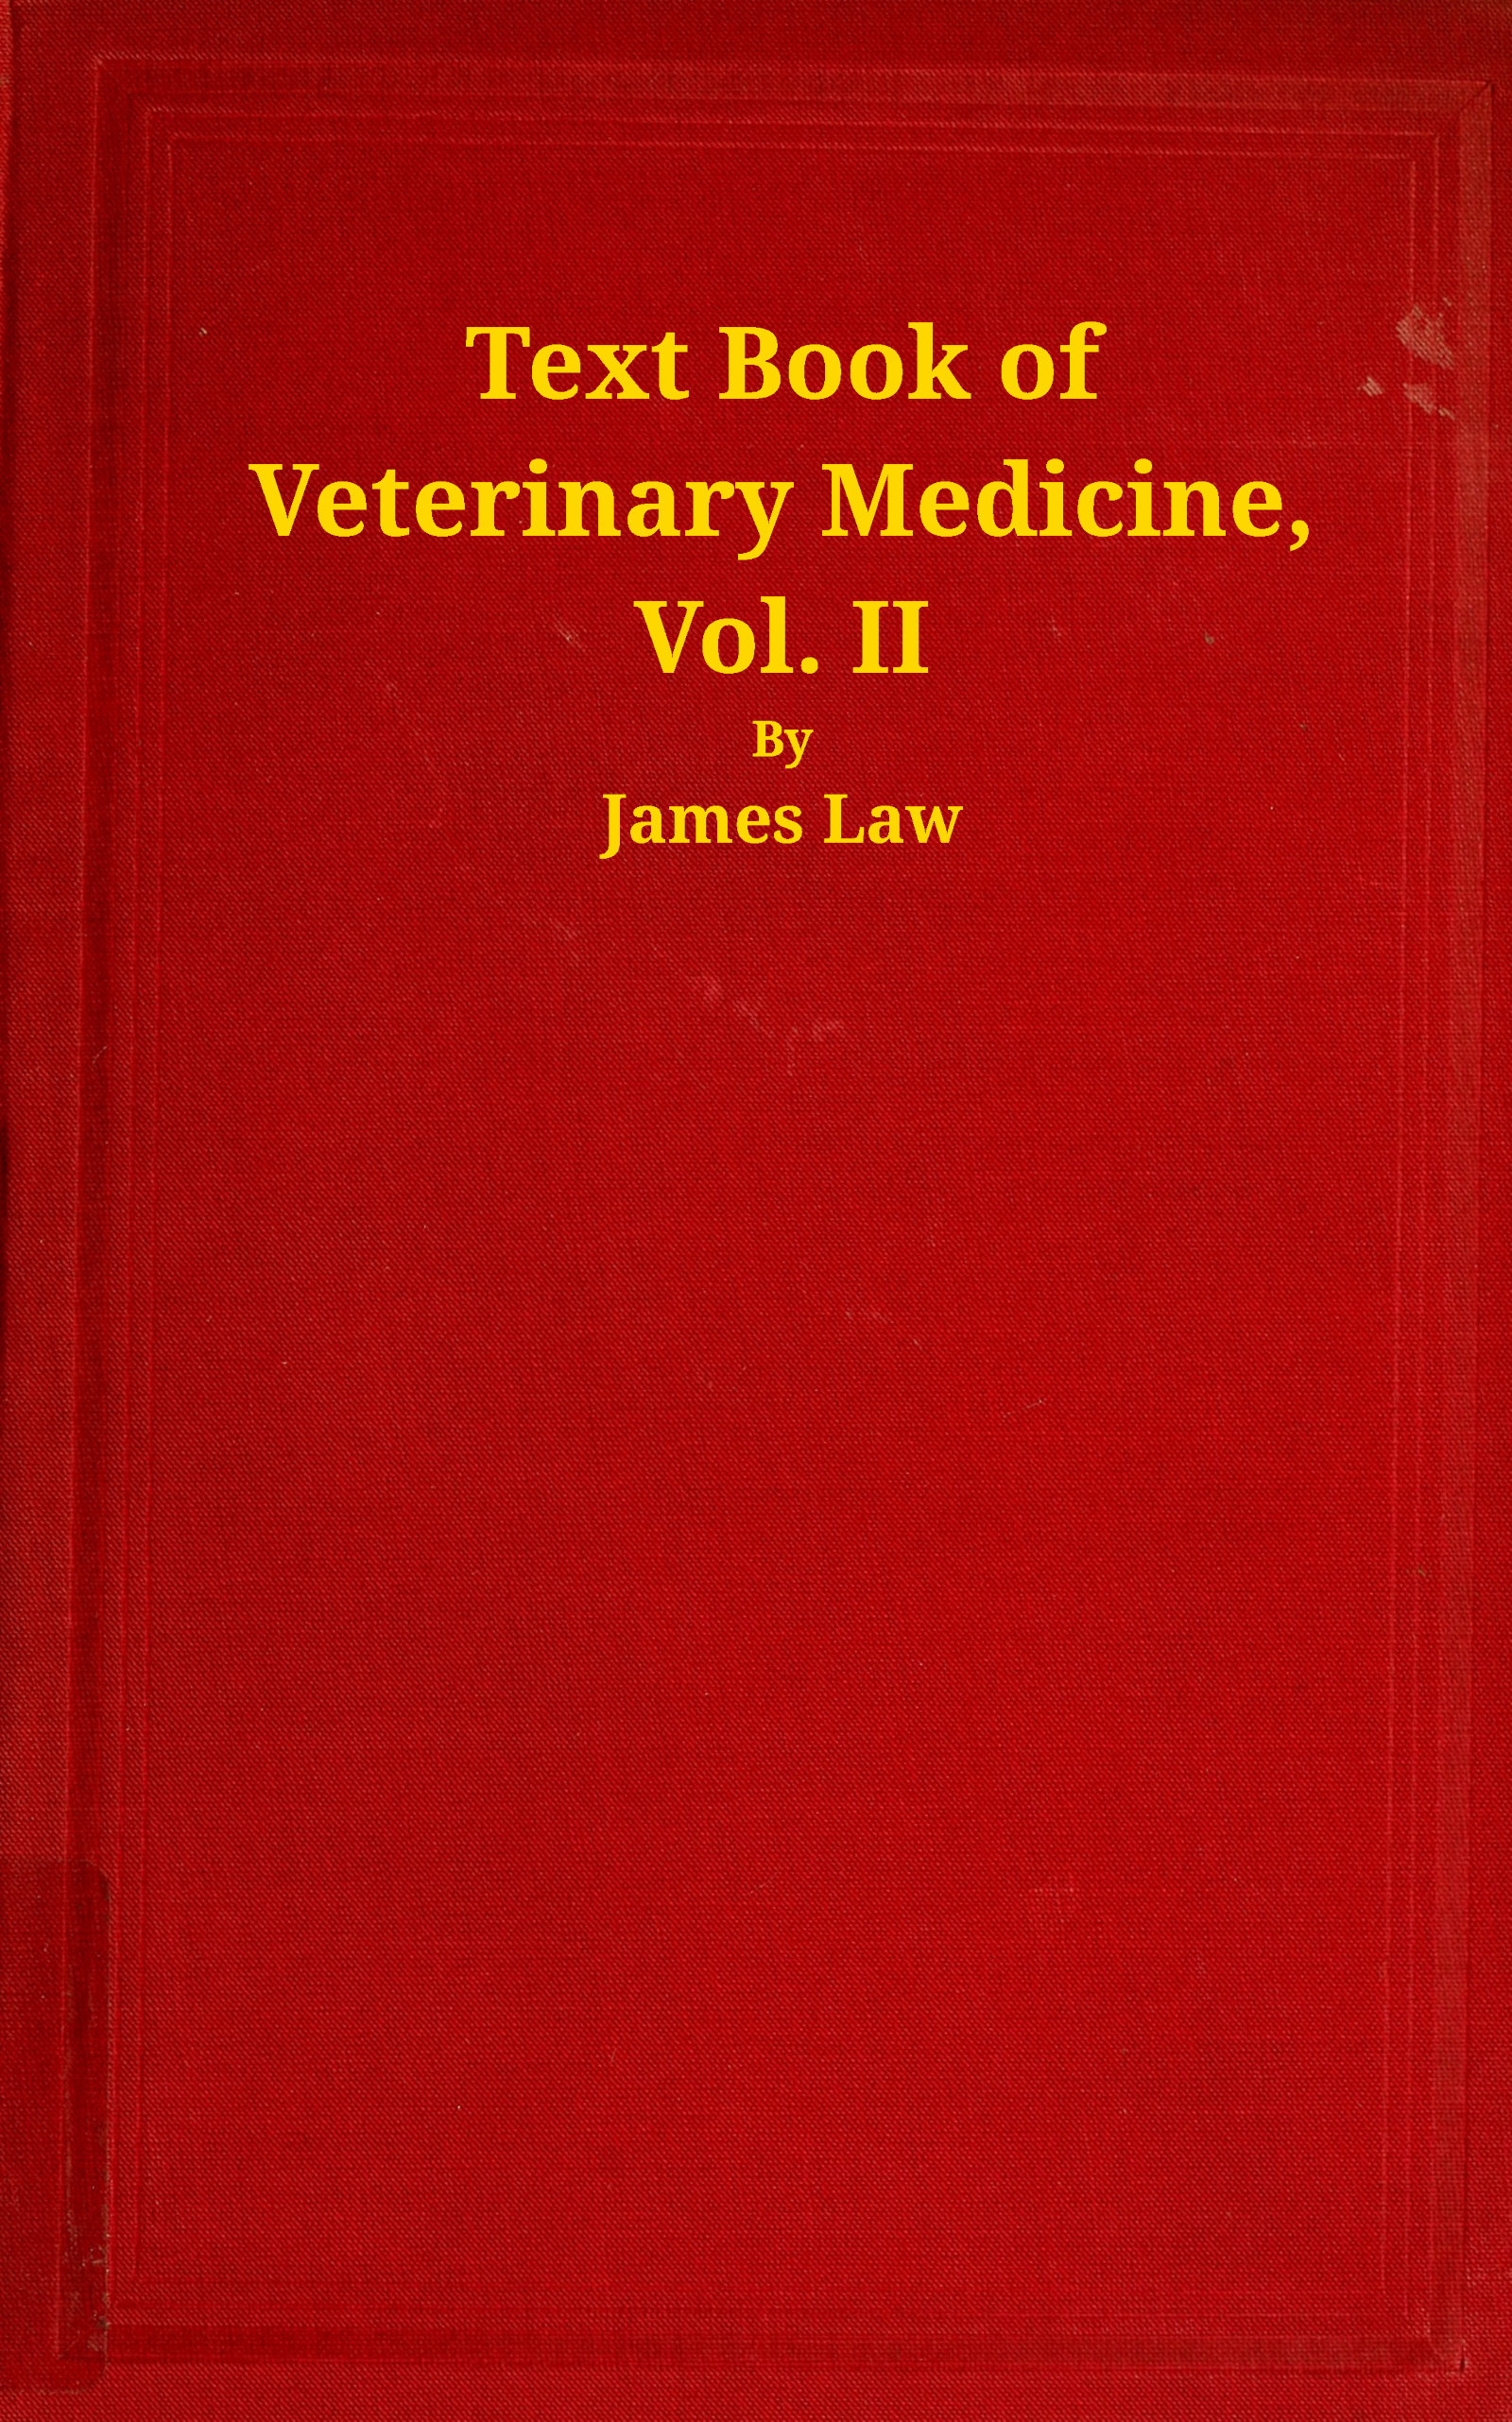 Text Book of
Veterinary Medicine,
Vol. II
By
James Law